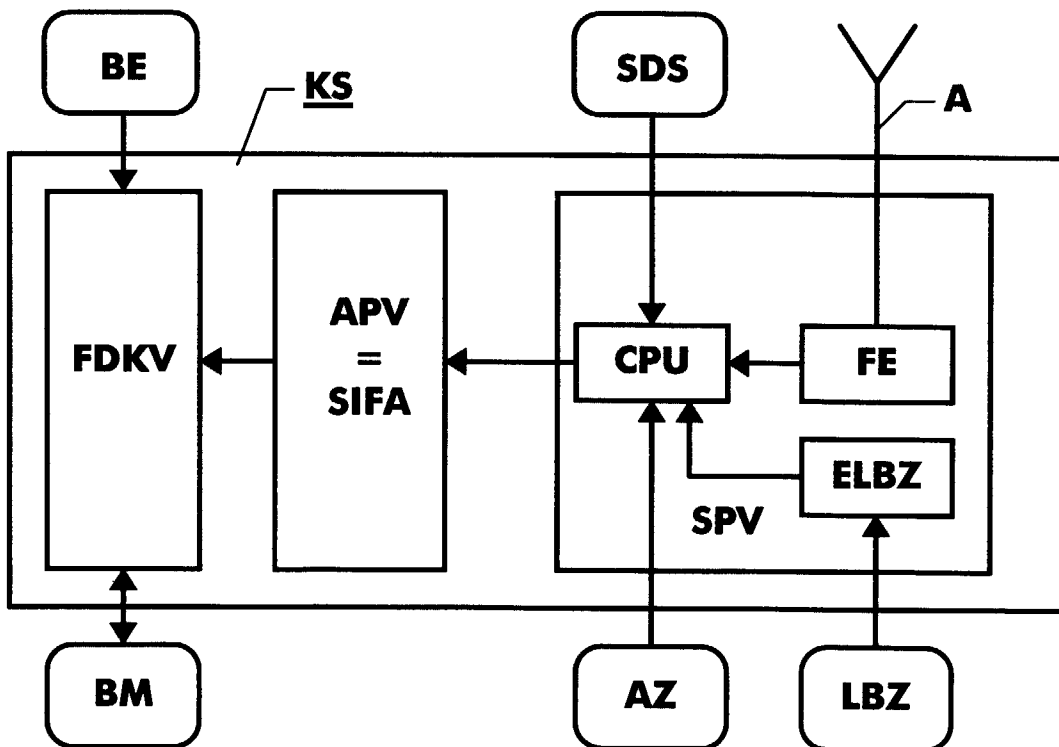 BE
SDS
KS
A
FDKV
APV
=
SIFA
CPU
FE
ELBZ
SPV
BM
AZ
LBZ